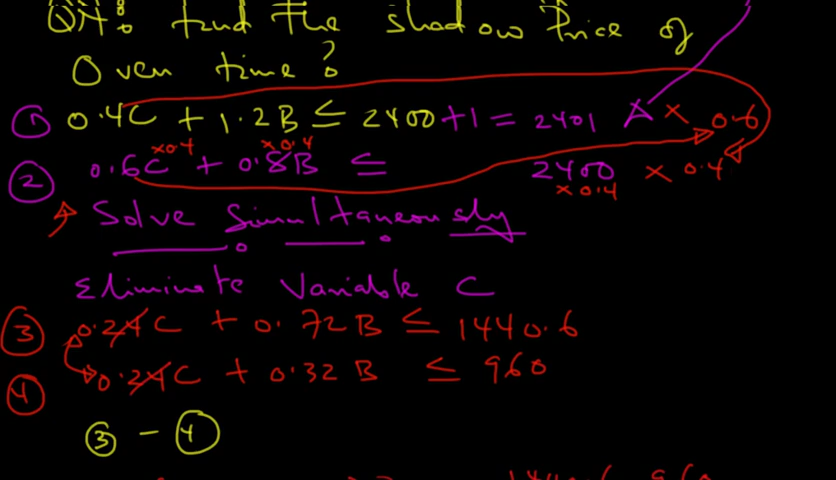 QN: find the shadow Price of
Oven time?
① 0.4C + 1.2B ≤ 2400 +1 = 2401 A × 0.6
×0.4 ×0.4
② 0.6C + 0.8B ≤ 2400 × 0.4
×0.4
Solve Simultaneously
Eliminate Variable C
③ 0.24C + 0.72B ≤ 1440.6
④ 0.24C + 0.32B ≤ 960
③ - ④